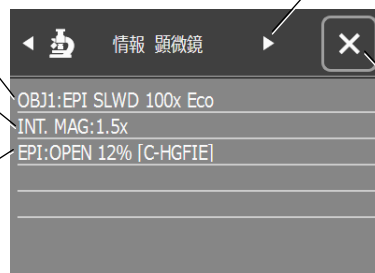 情報 顕微鏡
OBJ1:EPI SLWD 100x Eco
INT. MAG:1.5x
EPI:OPEN 12% [C-HGFIE]